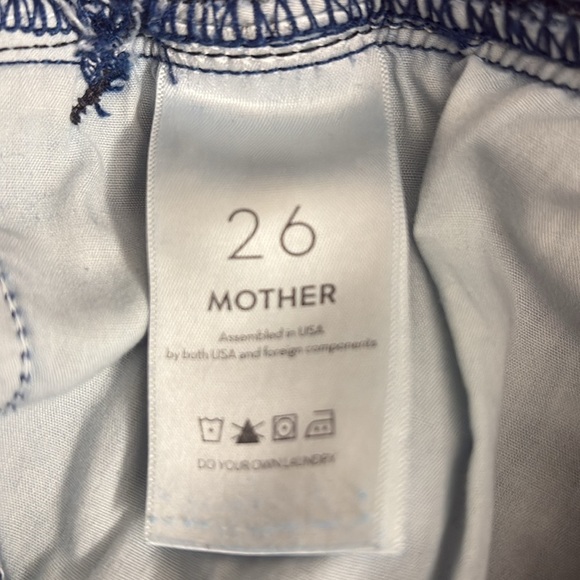 26
MOTHER
Assembled in USA
by both USA and foreign components
DO YOUR OWN LAUNDRY